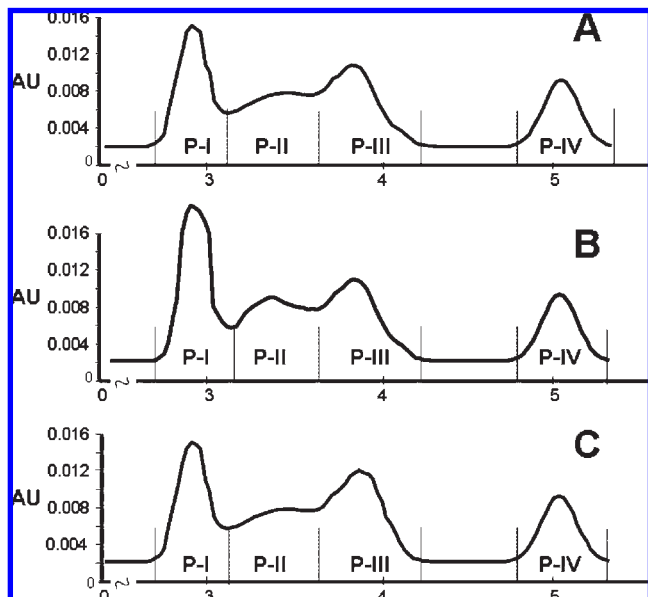 0.016 A
0.012
AU
0.008
0.004
P-I P-II P-III P-IV
0
0 ~ 3 4 5
0.016 B
0.012
AU
0.008
0.004
P-I P-II P-III P-IV
0
0 ~ 3 4 5
0.016 C
0.012
AU
0.008
0.004
P-I P-II P-III P-IV
0
0 ~ 3 4 5